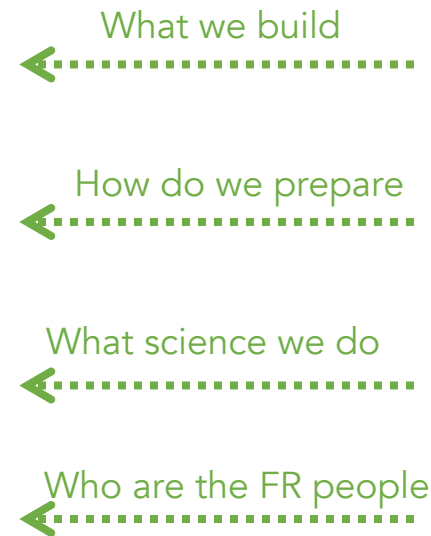 What we build
How do we prepare
What science we do
Who are the FR people